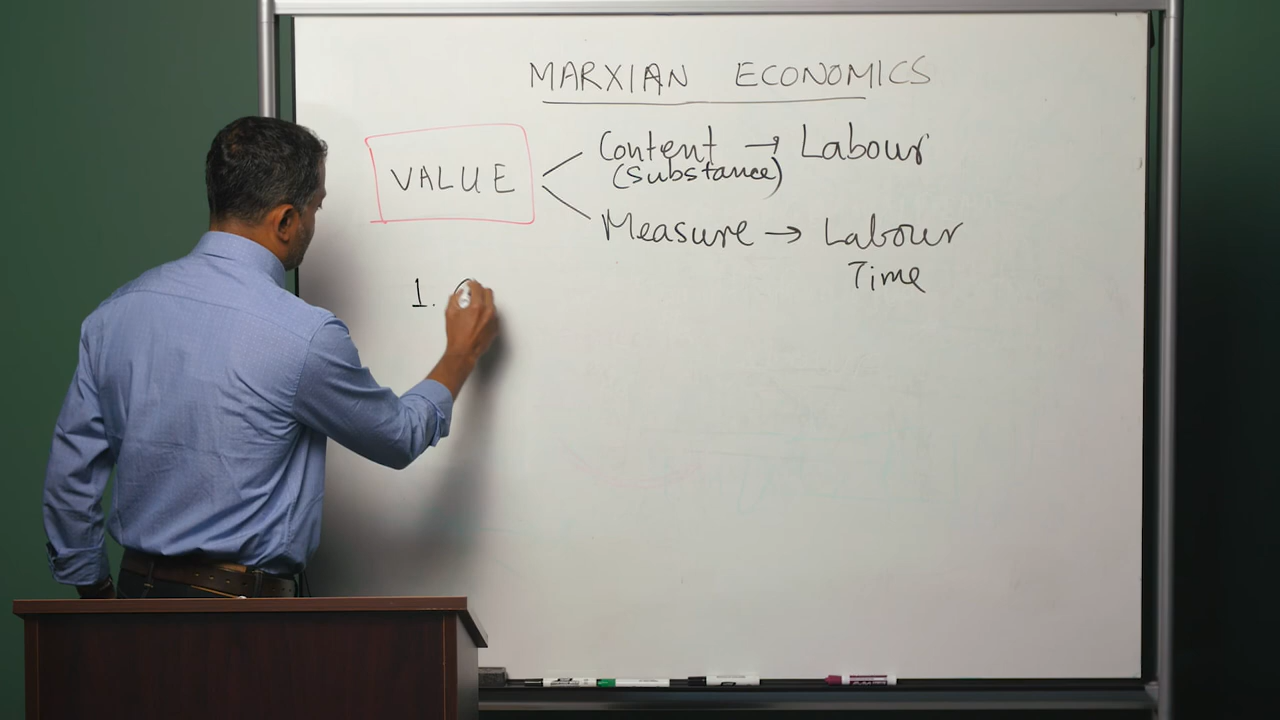 MARXIAN ECONOMICS
VALUE
Content → Labour
(Substance)
Measure → Labour
Time
1.